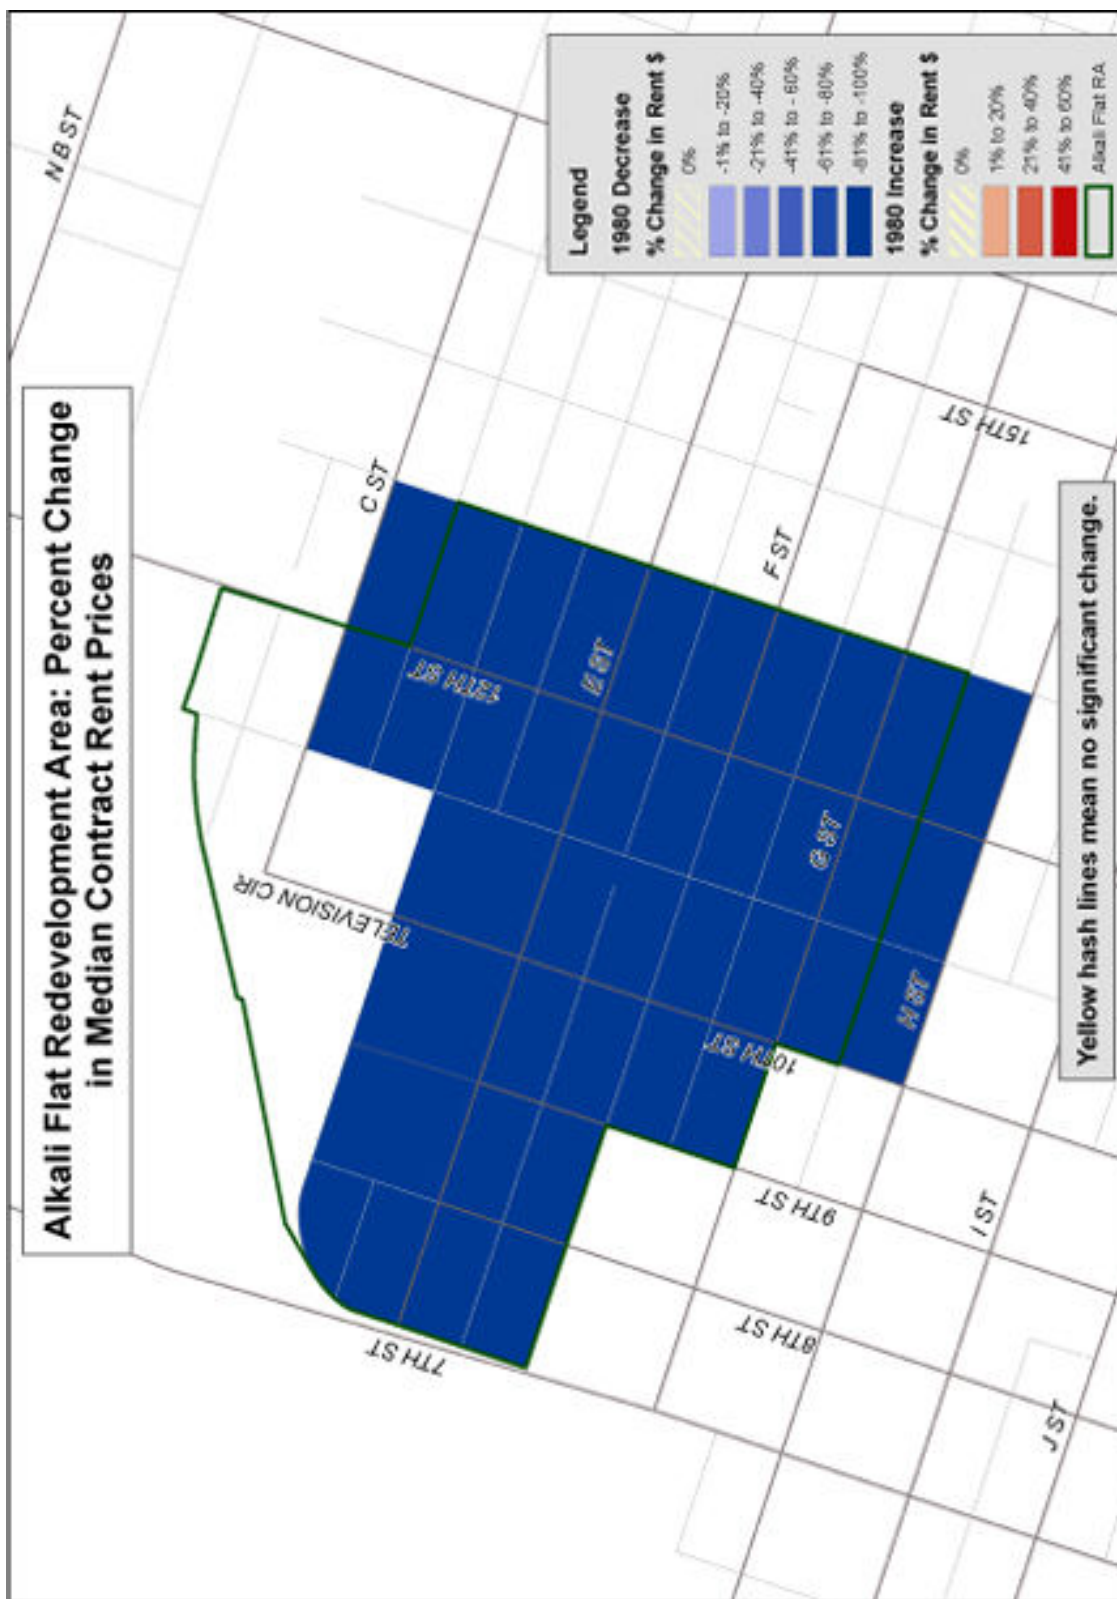 Alkali Flat Redevelopment Area: Percent Change
in Median Contract Rent Prices
N B ST
C ST
12TH ST
E ST
F ST
15TH ST
TELEVISION CIR
G ST
10TH ST
H ST
7TH ST
9TH ST
8TH ST
I ST
J ST
Legend
1980 Decrease
% Change in Rent $
0%
-1% to -20%
-21% to -40%
-41% to - 60%
-61% to -80%
-81% to -100%
1980 Increase
% Change in Rent $
0%
1% to 20%
21% to 40%
41% to 60%
Alkali Flat RA
Yellow hash lines mean no significant change.